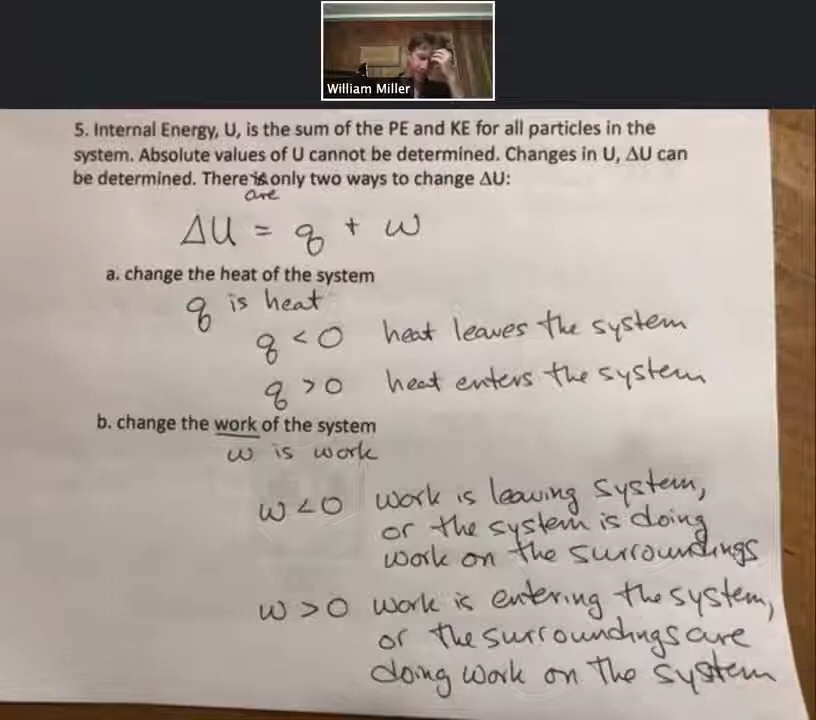 William Miller
5. Internal Energy, U, is the sum of the PE and KE for all particles in the
system. Absolute values of U cannot be determined. Changes in U, ΔU can
be determined. There is only two ways to change ΔU:
are
ΔU = q + w
a. change the heat of the system
q is heat
q < 0 heat leaves the system
q > 0 heat enters the system
b. change the work of the system
w is work
w < 0 work is leaving system,
or the system is doing
work on the surroundings
w > 0 work is entering the system,
or the surroundings are
doing work on the system